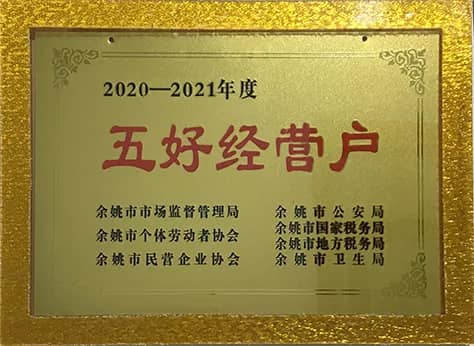 2020—2021年度
五好经营户
余姚市市场监督管理局
余姚市个体劳动者协会
余姚市民营企业协会
余姚市公安局
余姚市国家税务局
余姚市地方税务局
余姚市卫生局